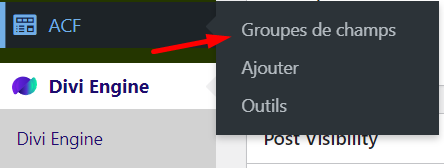 ACF
Groupes de champs
Ajouter
Outils
Divi Engine
Divi Engine
Post Visibility